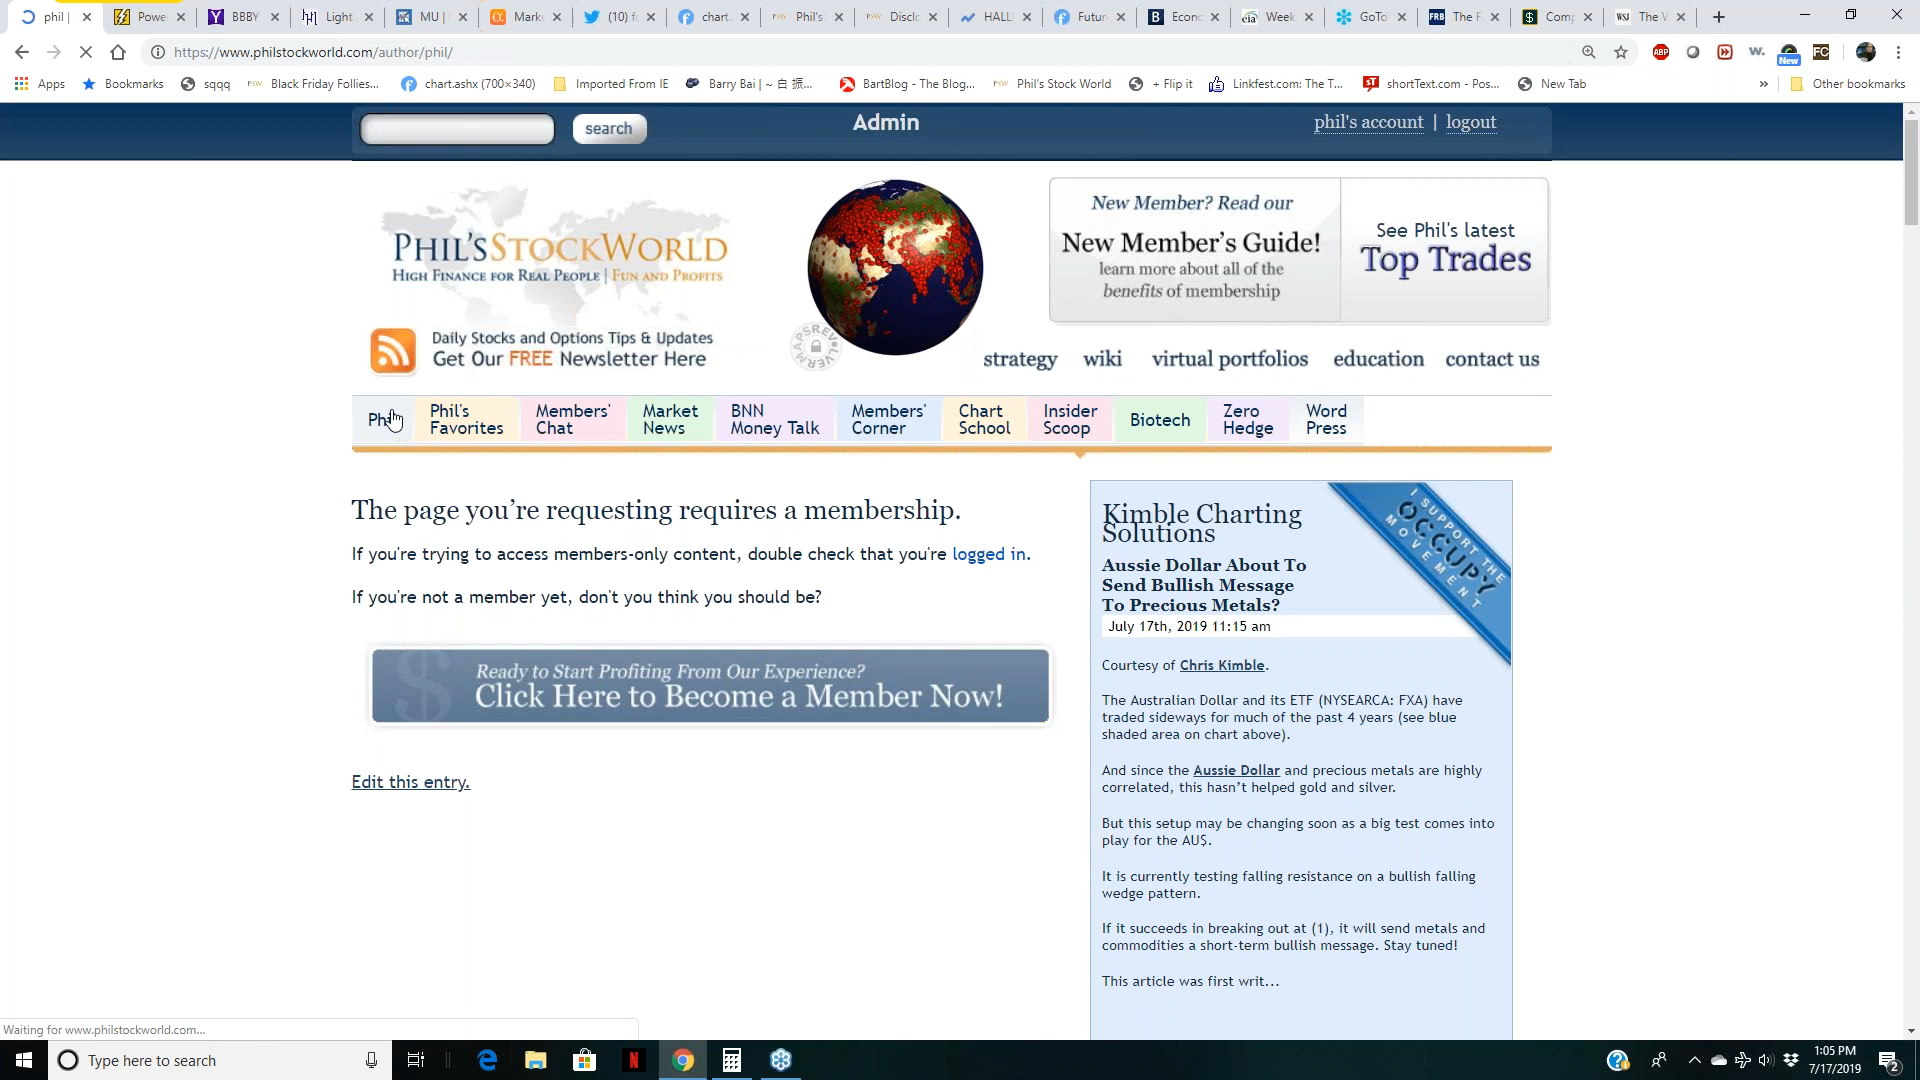 phil |
Power
BBBY
Light
MU | (
Mark
(10) f
chart.
Phil's
Discl
HALLI
Futur
Econ
Week
GoTo
The F
Comp
The V
https://www.philstockworld.com/author/phil/
New
Apps
Bookmarks
sqqq
Black Friday Follies...
chart.ashx (700×340)
Imported From IE
Barry Bai | ~ 白 振...
BartBlog - The Blog...
Phil's Stock World
+ Flip it
Linkfest.com: The T...
shortText.com - Pos...
New Tab
»
Other bookmarks
search
Admin
phil's account | logout
PHIL'S STOCKWORLD
HIGH FINANCE FOR REAL PEOPLE | FUN AND PROFITS
Daily Stocks and Options Tips & Updates
Get Our FREE Newsletter Here
New Member? Read our
New Member's Guide!
learn more about all of the
benefits of membership
See Phil's latest
Top Trades
strategy wiki virtual portfolios education contact us
Phil
Phil's
Favorites
Members'
Chat
Market
News
BNN
Money Talk
Members'
Corner
Chart
School
Insider
Scoop
Biotech
Zero
Hedge
Word
Press
The page you're requesting requires a membership.
If you're trying to access members-only content, double check that you're logged in.
If you're not a member yet, don't you think you should be?
Ready to Start Profiting From Our Experience?
Click Here to Become a Member Now!
Edit this entry.
I SUPPORT THE
OCCUPY
MOVEMENT
Kimble Charting
Solutions
Aussie Dollar About To
Send Bullish Message
To Precious Metals?
July 17th, 2019 11:15 am
Courtesy of Chris Kimble.
The Australian Dollar and its ETF (NYSEARCA: FXA) have
traded sideways for much of the past 4 years (see blue
shaded area on chart above).
And since the Aussie Dollar and precious metals are highly
correlated, this hasn't helped gold and silver.
But this setup may be changing soon as a big test comes into
play for the AU$.
It is currently testing falling resistance on a bullish falling
wedge pattern.
If it succeeds in breaking out at (1), it will send metals and
commodities a short-term bullish message. Stay tuned!
This article was first writ...
Waiting for www.philstockworld.com...
Type here to search
1:05 PM
7/17/2019
2